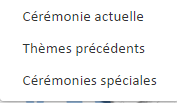 Cérémonie actuelle
Thèmes précédents
Cérémonies spéciales